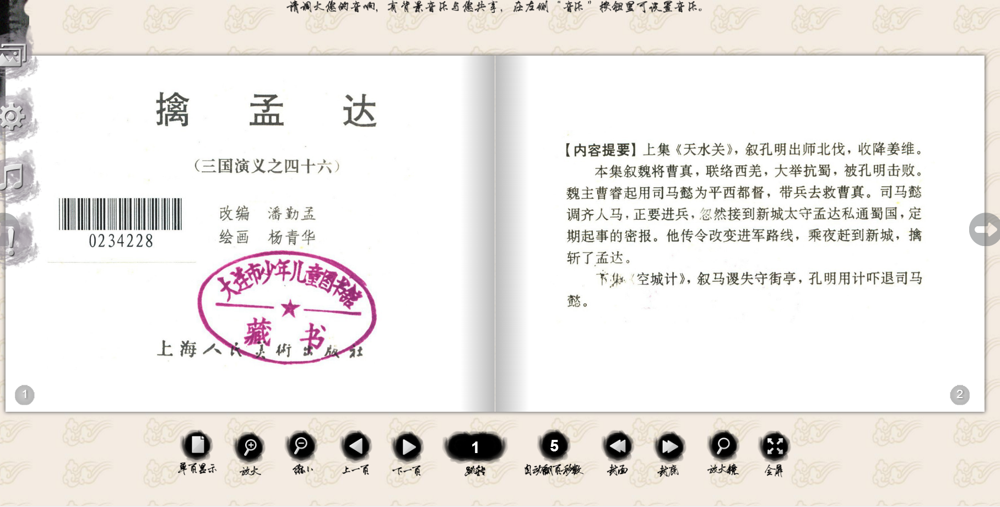 请调大您的音响，有背景音乐与您共享，在左侧“音乐”按钮里可设置音乐。
擒 孟 达
（三国演义之四十六）
0234228
改编 潘勤孟
绘画 杨青华
大连市少年儿童图书馆
藏 书
上海人民美術出版社
1
【内容提要】上集《天水关》，叙孔明出师北伐，收降姜维。
本集叙魏将曹真，联络西羌，大举抗蜀，被孔明击败。
魏主曹睿起用司马懿为平西都督，带兵去救曹真。司马懿
调齐人马，正要进兵，忽然接到新城太守孟达私通蜀国，定
期起事的密报。他传令改变进军路线，乘夜赶到新城，擒
斩了孟达。
下集《空城计》，叙马谡失守街亭，孔明用计吓退司马
懿。
2
1
5
单页显示 放大 缩小 上一页 下一页 跳转 自动翻页秒数 封面 封底 放大镜 全屏